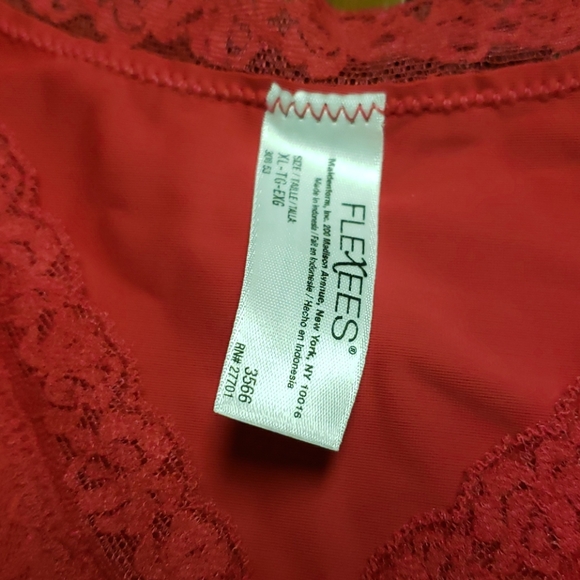 FLEXEES®
Maidenform, Inc. 200 Madison Avenue, New York, NY 10016
Made in Indonesia / Fait en Indonésie / Hecho en Indonesia
SIZE / TAILLE / TALLA
XL-TG-EXG
3566
RN# 27701